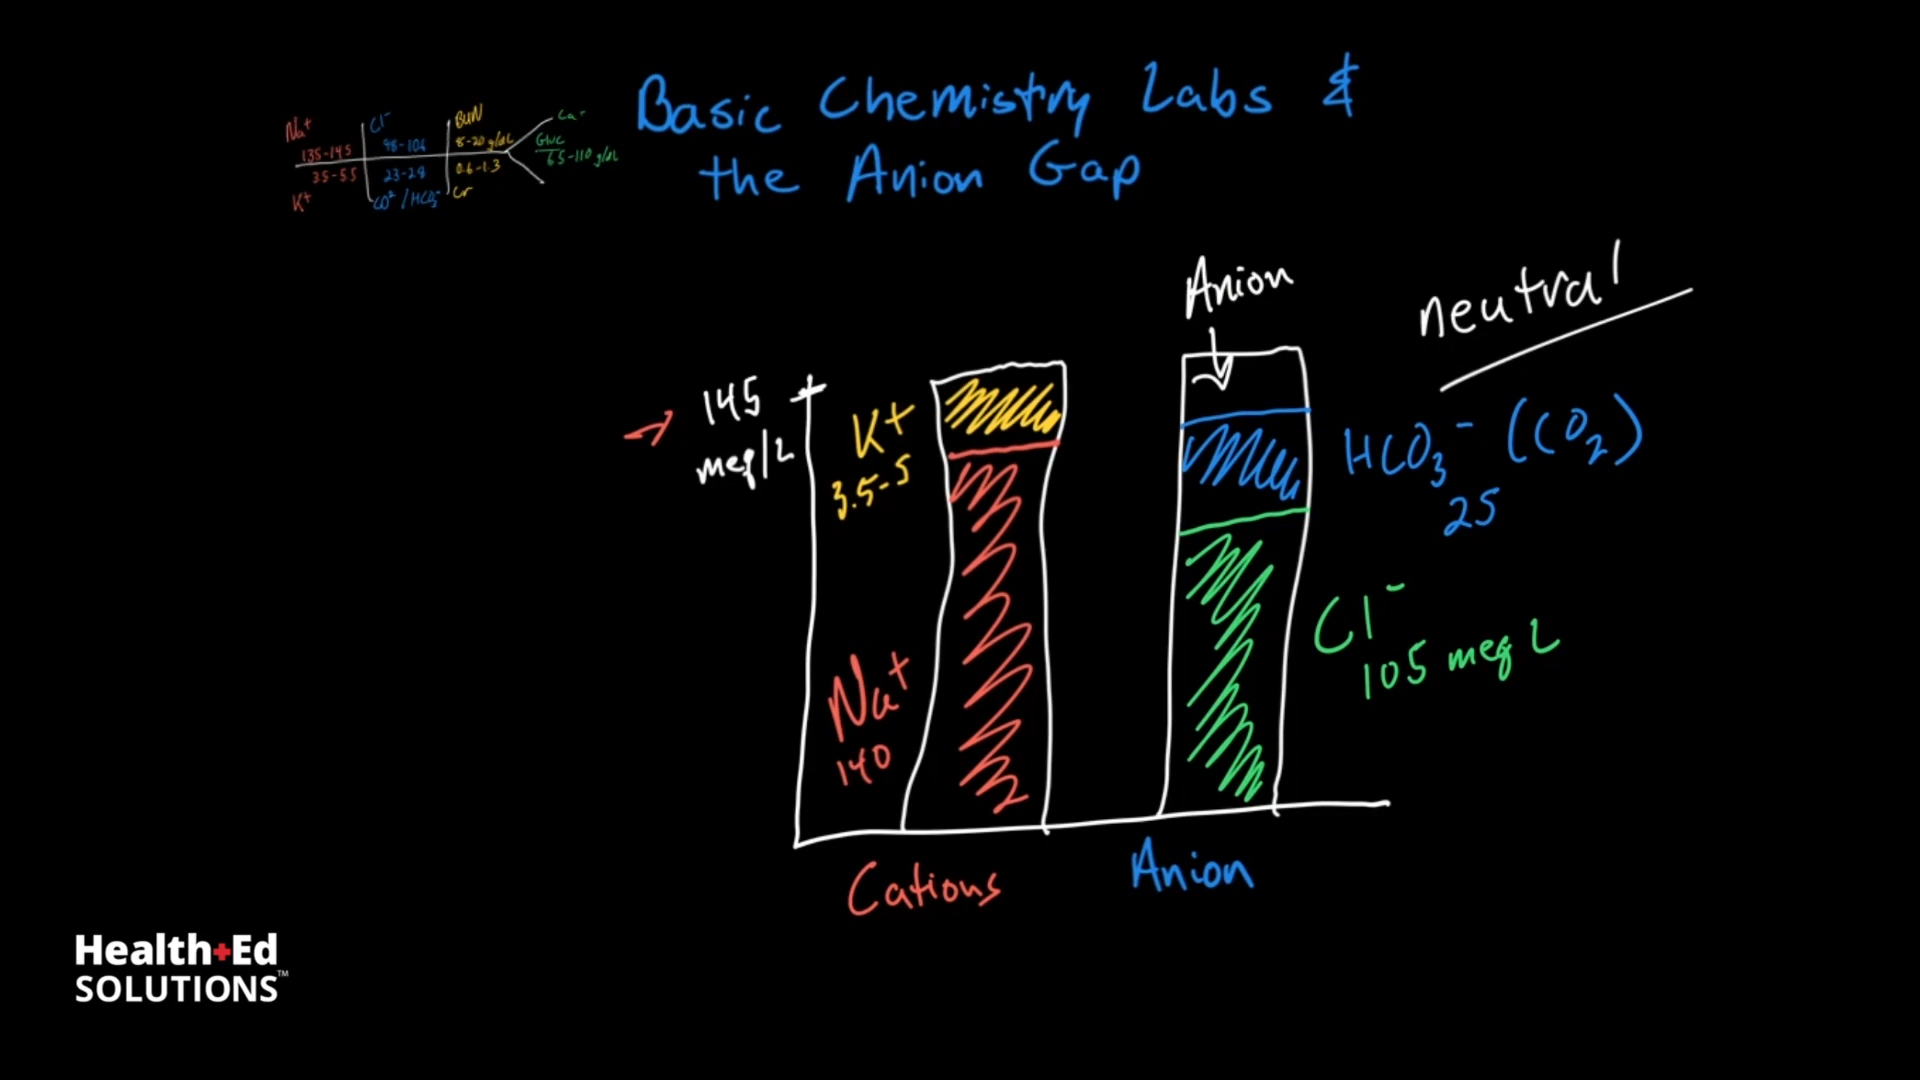 Basic Chemistry Labs &
the Anion Gap
Na+
135-145
3.5-5.5
K+
Cl-
98-106
23-28
CO² / HCO₃-
BUN
8-20 g/dL
0.6-1.3
Cr
Ca-
Gluc
65-110 g/dL
Anion
neutral
145
meq/L
K+
3.5-5
HCO₃- (CO₂)
25
Na+
140
Cl-
105 meq L
Cations
Anion
Health+Ed
SOLUTIONS™